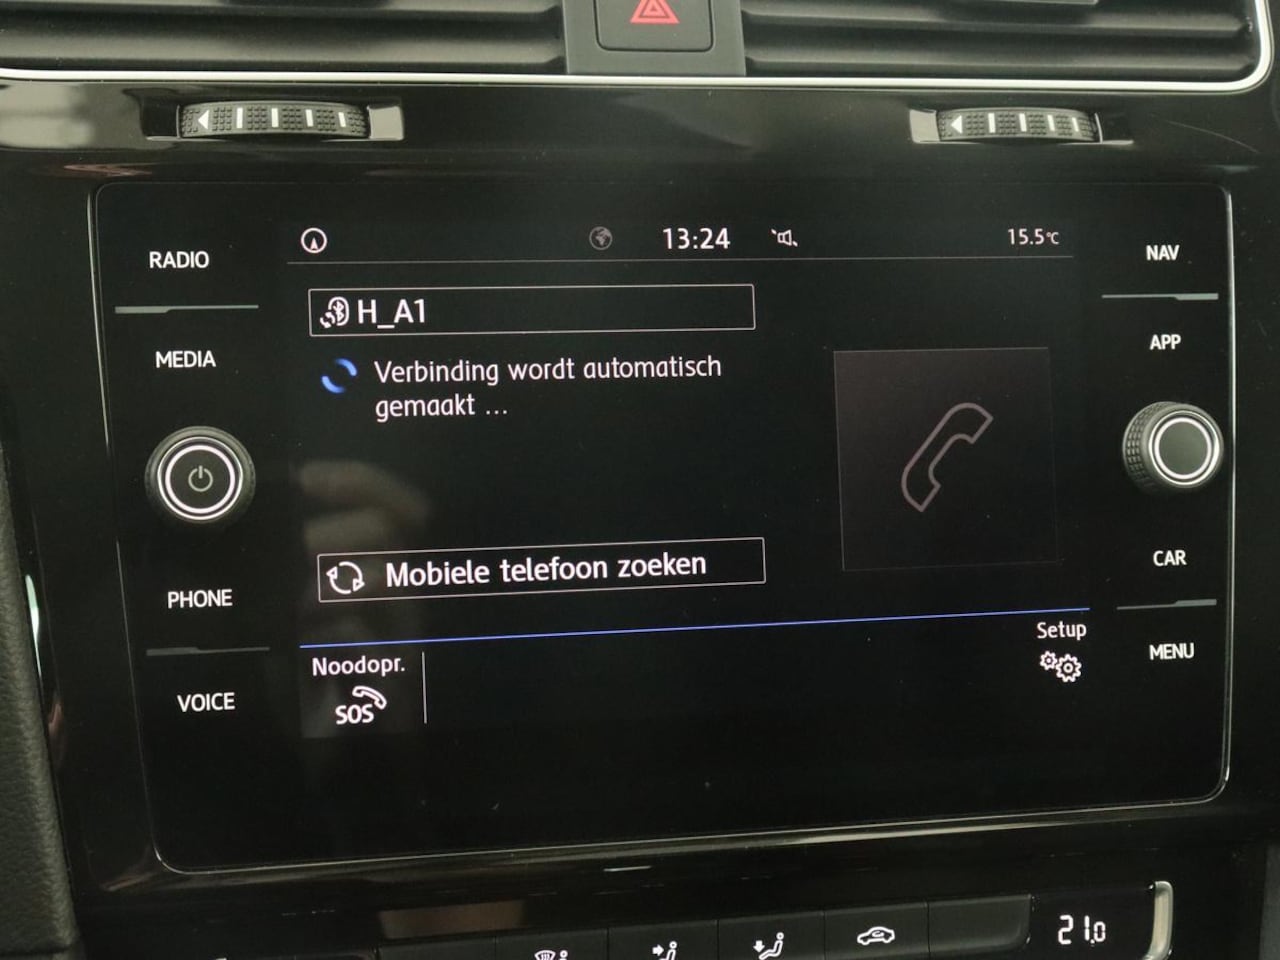 13:24
15.5°C
RADIO
NAV
H_A1
MEDIA
APP
Verbinding wordt automatisch
gemaakt ...
PHONE
Mobiele telefoon zoeken
CAR
VOICE
Noodopr.
SOS
Setup
MENU
21.0